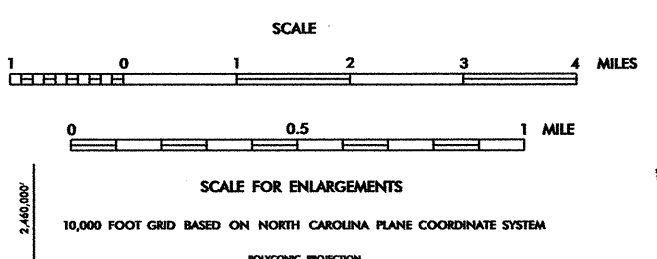 SCALE
1 0 1 2 3 4 MILES
0 0.5 1 MILE
SCALE FOR ENLARGEMENTS
2,460,000'
10,000 FOOT GRID BASED ON NORTH CAROLINA PLANE COORDINATE SYSTEM
POLYCONIC PROJECTION